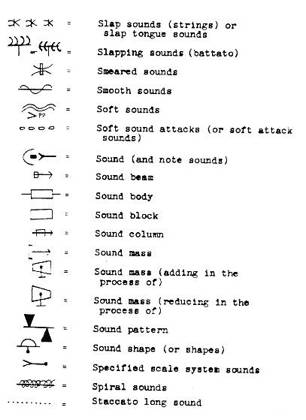 = Slap sounds (strings) or
slap tongue sounds
= Slapping sounds (battato)
= Smeared sounds
= Smooth sounds
> PP = Soft sounds
= Soft sound attacks (or soft attack
sounds)
= Sound (and note sounds)
= Sound beam
= Sound body
= Sound block
= Sound column
= Sound mass
= Sound mass (adding in the
process of)
= Sound mass (reducing in the
process of)
= Sound pattern
= Sound shape (or shapes)
= Specified scale system sounds
= Spiral sounds
= Staccato long sound